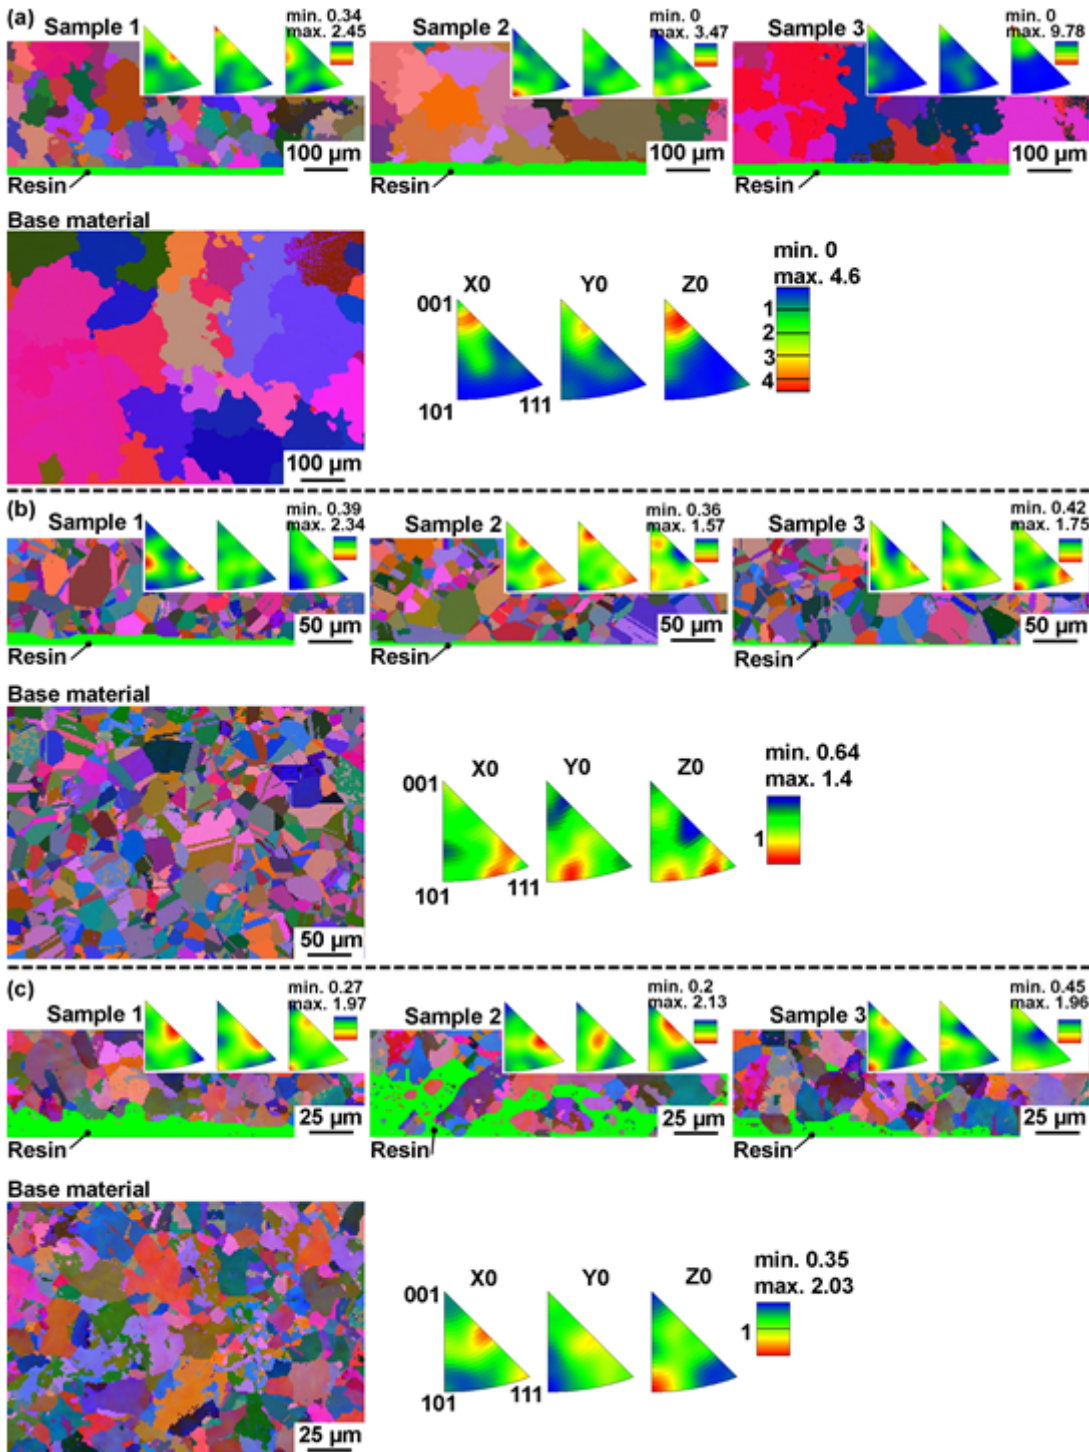 (a)
Sample 1
min. 0.34
max. 2.45
100 µm
Resin
Sample 2
min. 0
max. 3.47
100 µm
Resin
Sample 3
min. 0
max. 9.78
100 µm
Resin
Base material
100 µm
X0 Y0 Z0
001
101
111
min. 0
max. 4.6
1
2
3
4
(b)
Sample 1
min. 0.39
max. 2.34
50 µm
Resin
Sample 2
min. 0.36
max. 1.57
50 µm
Resin
Sample 3
min. 0.42
max. 1.75
50 µm
Resin
Base material
50 µm
X0 Y0 Z0
001
101
111
min. 0.64
max. 1.4
1
(c)
Sample 1
min. 0.27
max. 1.97
25 µm
Resin
Sample 2
min. 0.2
max. 2.13
25 µm
Resin
Sample 3
min. 0.45
max. 1.96
25 µm
Resin
Base material
25 µm
X0 Y0 Z0
001
101
111
min. 0.35
max. 2.03
1